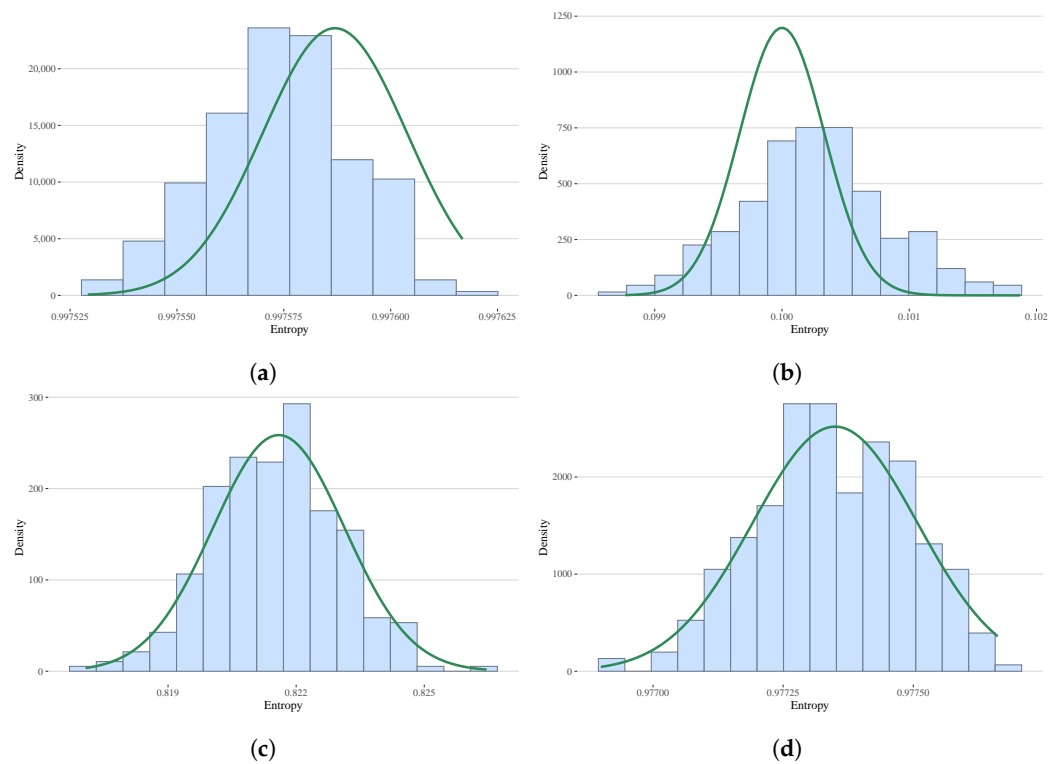 20,000
15,000
10,000
5,000
0
Density
0.997525 0.997550 0.997575 0.997600 0.997625
Entropy
(a)
1250
1000
750
500
250
0
Density
0.099 0.100 0.101 0.102
Entropy
(b)
300
200
100
0
Density
0.819 0.822 0.825
Entropy
(c)
2000
1000
0
Density
0.97700 0.97725 0.97750
Entropy
(d)